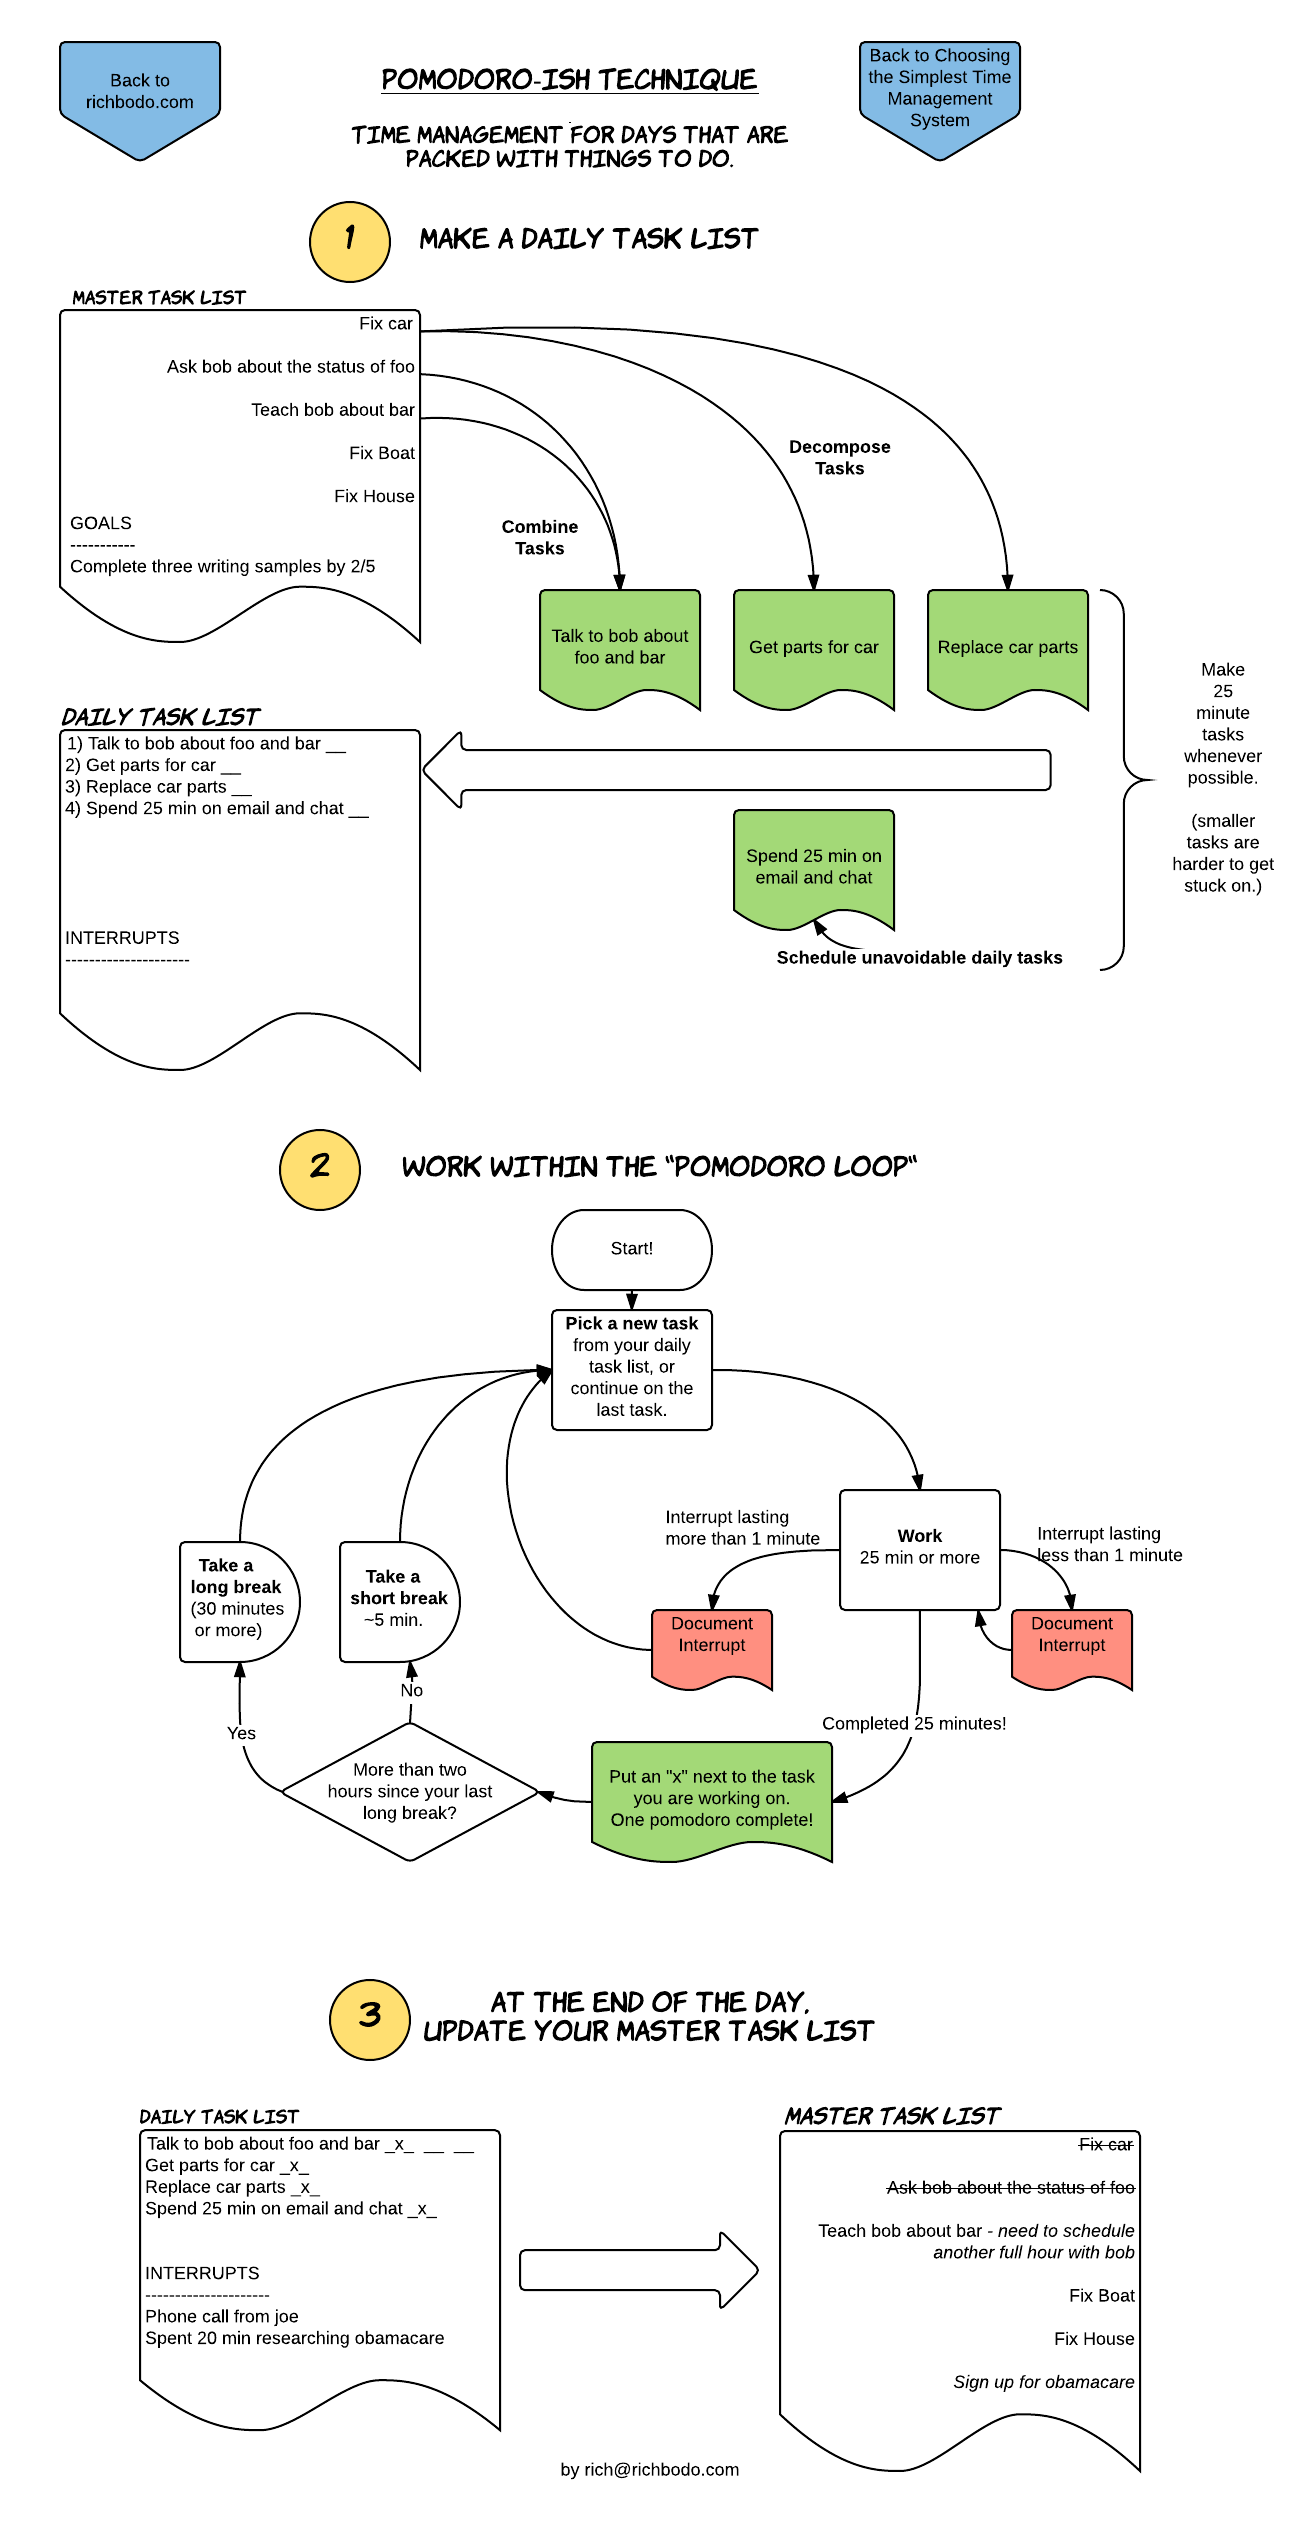 Back to
richbodo.com
POMODORO-ISH TECHNIQUE
TIME MANAGEMENT FOR DAYS THAT ARE
PACKED WITH THINGS TO DO.
Back to Choosing
the Simplest Time
Management
System
1
MAKE A DAILY TASK LIST
MASTER TASK LIST
Fix car
Ask bob about the status of foo
Teach bob about bar
Fix Boat
Fix House
GOALS
-----------
Complete three writing samples by 2/5
Decompose
Tasks
Combine
Tasks
Talk to bob about
foo and bar
Get parts for car
Replace car parts
Make
25
minute
tasks
whenever
possible.
(smaller
tasks are
harder to get
stuck on.)
DAILY TASK LIST
1) Talk to bob about foo and bar __
2) Get parts for car __
3) Replace car parts __
4) Spend 25 min on email and chat __
INTERRUPTS
---------------------
Spend 25 min on
email and chat
Schedule unavoidable daily tasks
2
WORK WITHIN THE "POMODORO LOOP"
Start!
Pick a new task
from your daily
task list, or
continue on the
last task.
Work
25 min or more
Interrupt lasting
more than 1 minute
Interrupt lasting
less than 1 minute
Document
Interrupt
Document
Interrupt
Take a
long break
(30 minutes
or more)
Take a
short break
~5 min.
No
Yes
Completed 25 minutes!
More than two
hours since your last
long break?
Put an "x" next to the task
you are working on.
One pomodoro complete!
3
AT THE END OF THE DAY,
UPDATE YOUR MASTER TASK LIST
DAILY TASK LIST
Talk to bob about foo and bar _x_ __ __
Get parts for car _x_
Replace car parts _x_
Spend 25 min on email and chat _x_
INTERRUPTS
---------------------
Phone call from joe
Spent 20 min researching obamacare
MASTER TASK LIST
Fix car
Ask bob about the status of foo
Teach bob about bar - need to schedule
another full hour with bob
Fix Boat
Fix House
Sign up for obamacare
by rich@richbodo.com